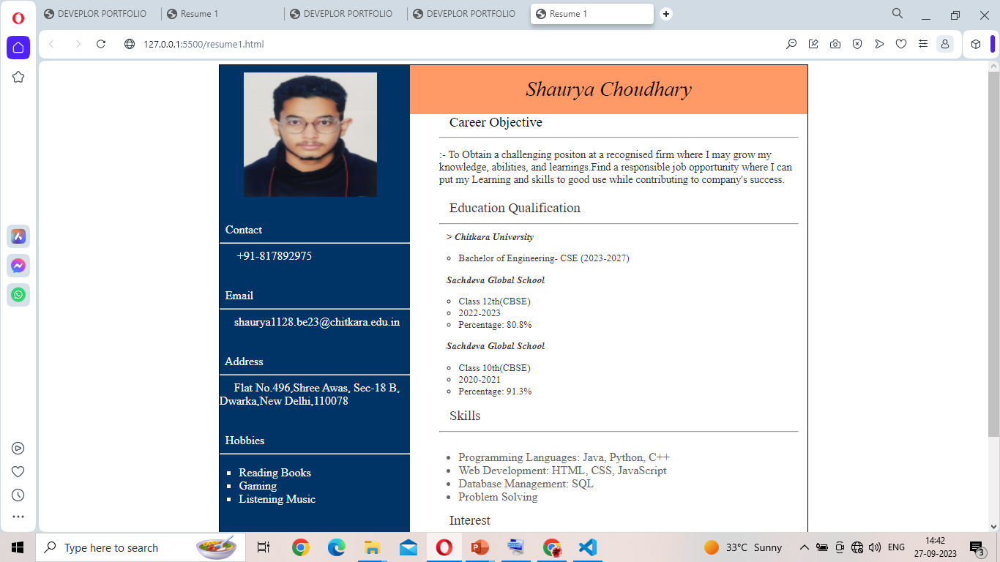 DEVEPLOR PORTFOLIO
Resume 1
DEVEPLOR PORTFOLIO
DEVEPLOR PORTFOLIO
Resume 1
127.0.0.1:5500/resume1.html
Shaurya Choudhary
Career Objective
:- To Obtain a challenging positon at a recognised firm where I may grow my
knowledge, abilities, and learnings.Find a responsible job opportunity where I can
put my Learning and skills to good use while contributing to company's success.
Education Qualification
> Chitkara University
Bachelor of Engineering- CSE (2023-2027)
Sachdeva Global School
Class 12th(CBSE)
2022-2023
Percentage: 80.8%
Sachdeva Global School
Class 10th(CBSE)
2020-2021
Percentage: 91.3%
Skills
Programming Languages: Java, Python, C++
Web Development: HTML, CSS, JavaScript
Database Management: SQL
Problem Solving
Interest
Contact
+91-817892975
Email
shaurya1128.be23@chitkara.edu.in
Address
Flat No.496,Shree Awas, Sec-18 B,
Dwarka,New Delhi,110078
Hobbies
Reading Books
Gaming
Listening Music
Type here to search
33°C Sunny
ENG
14:42
27-09-2023
3